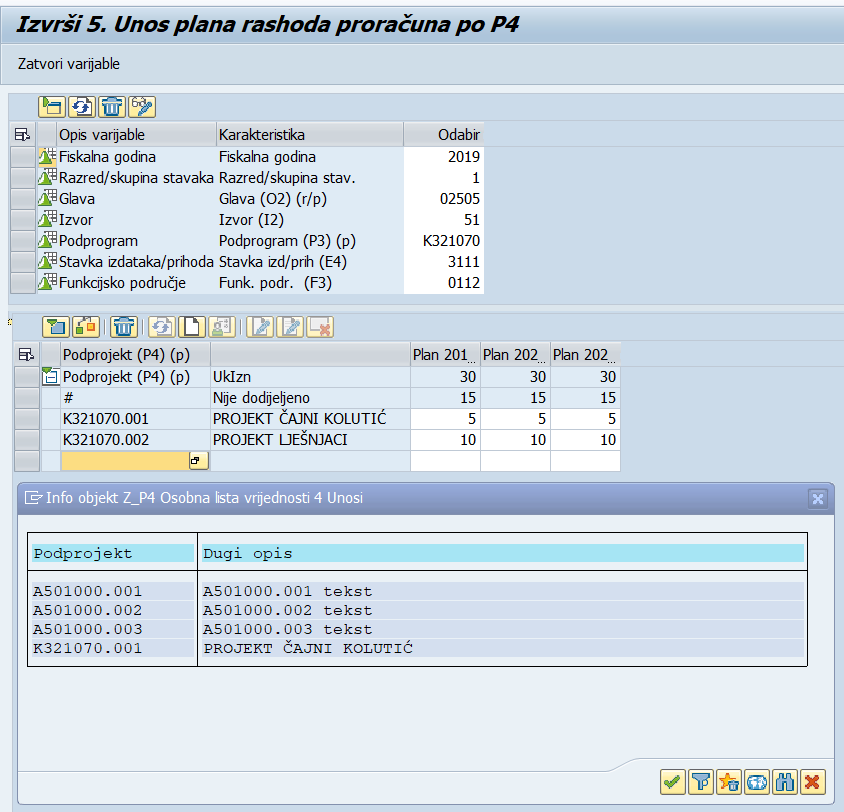 Izvrši 5. Unos plana rashoda proračuna po P4
Zatvori varijable
Opis varijable Karakteristika Odabir
Fiskalna godina Fiskalna godina 2019
Razred/skupina stavaka Razred/skupina stav. 1
Glava Glava (O2) (r/p) 02505
Izvor Izvor (I2) 51
Podprogram Podprogram (P3) (p) K321070
Stavka izdataka/prihoda Stavka izd/prih (E4) 3111
Funkcijsko područje Funk. podr. (F3) 0112
Podprojekt (P4) (p) Plan 201... Plan 202... Plan 202...
Podprojekt (P4) (p) UkIzn 30 30 30
# Nije dodijeljeno 15 15 15
K321070.001 PROJEKT ČAJNI KOLUTIĆ 5 5 5
K321070.002 PROJEKT LJEŠNJACI 10 10 10
Info objekt Z_P4 Osobna lista vrijednosti 4 Unosi
Podprojekt Dugi opis
A501000.001 A501000.001 tekst
A501000.002 A501000.002 tekst
A501000.003 A501000.003 tekst
K321070.001 PROJEKT ČAJNI KOLUTIĆ